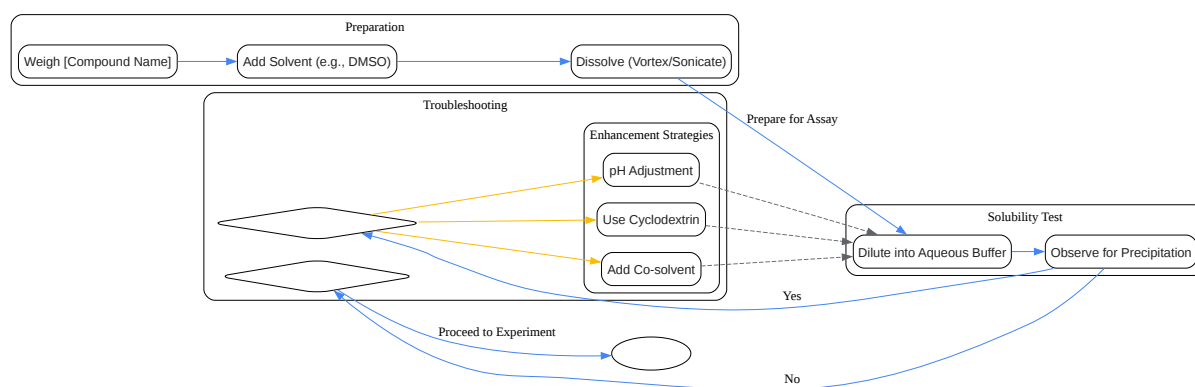 Preparation
Weigh [Compound Name]
Add Solvent (e.g., DMSO)
Dissolve (Vortex/Sonicate)
Troubleshooting
Prepare for Assay
Enhancement Strategies
pH Adjustment
Use Cyclodextrin
Add Co-solvent
Solubility Test
Dilute into Aqueous Buffer
Observe for Precipitation
Yes
Proceed to Experiment
No